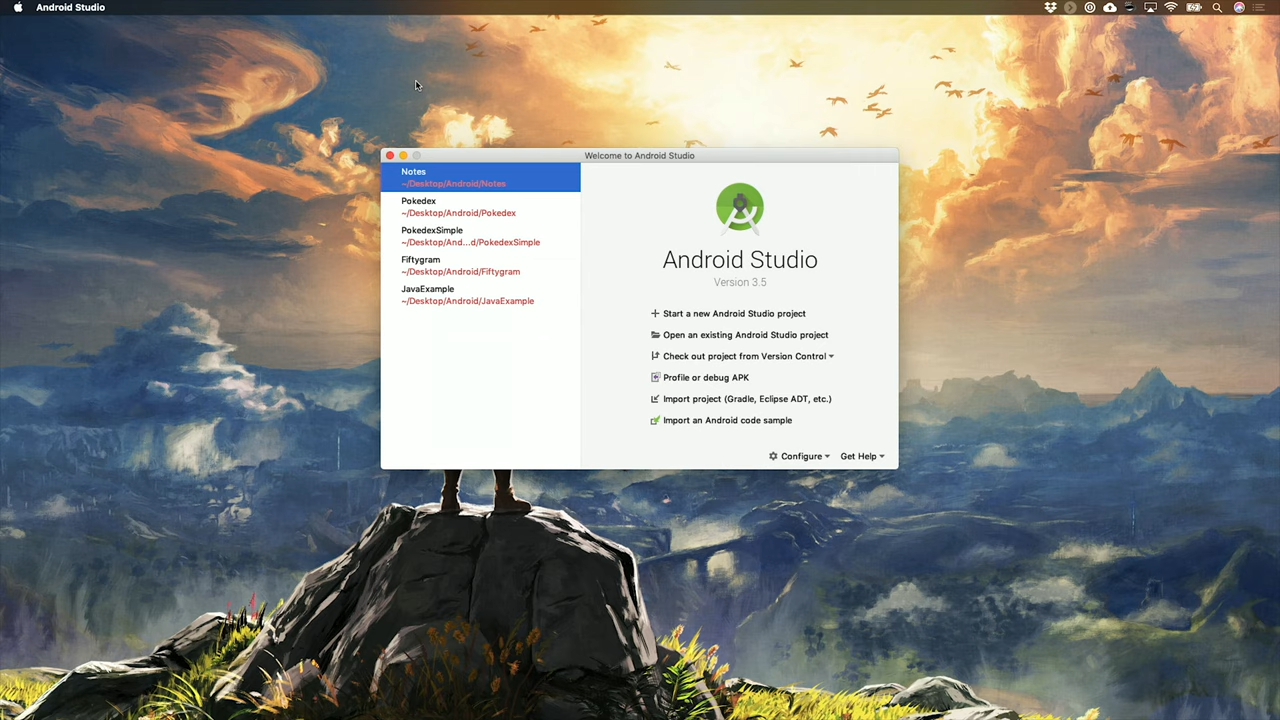 Android Studio
Welcome to Android Studio
Notes
~/Desktop/Android/Notes
Pokedex
~/Desktop/Android/Pokedex
PokedexSimple
~/Desktop/And...d/PokedexSimple
Fiftygram
~/Desktop/Android/Fiftygram
JavaExample
~/Desktop/Android/JavaExample
Android Studio
Version 3.5
Start a new Android Studio project
Open an existing Android Studio project
Check out project from Version Control
Profile or debug APK
Import project (Gradle, Eclipse ADT, etc.)
Import an Android code sample
Configure
Get Help